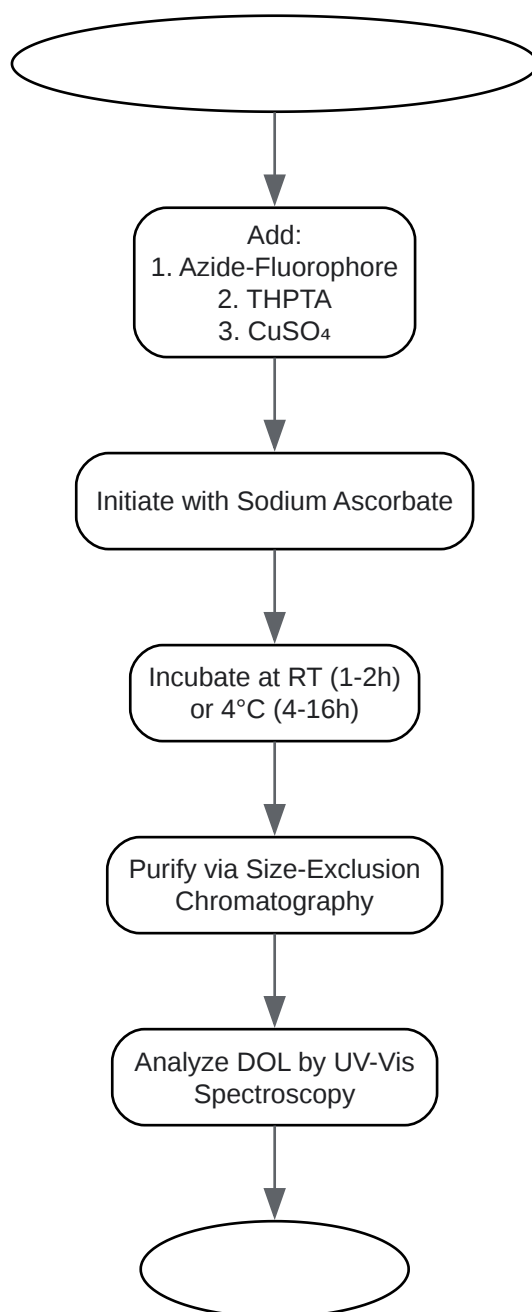 Add:
1. Azide-Fluorophore
2. THPTA
3. CuSO₄
Initiate with Sodium Ascorbate
Incubate at RT (1-2h)
or 4°C (4-16h)
Purify via Size-Exclusion
Chromatography
Analyze DOL by UV-Vis
Spectroscopy